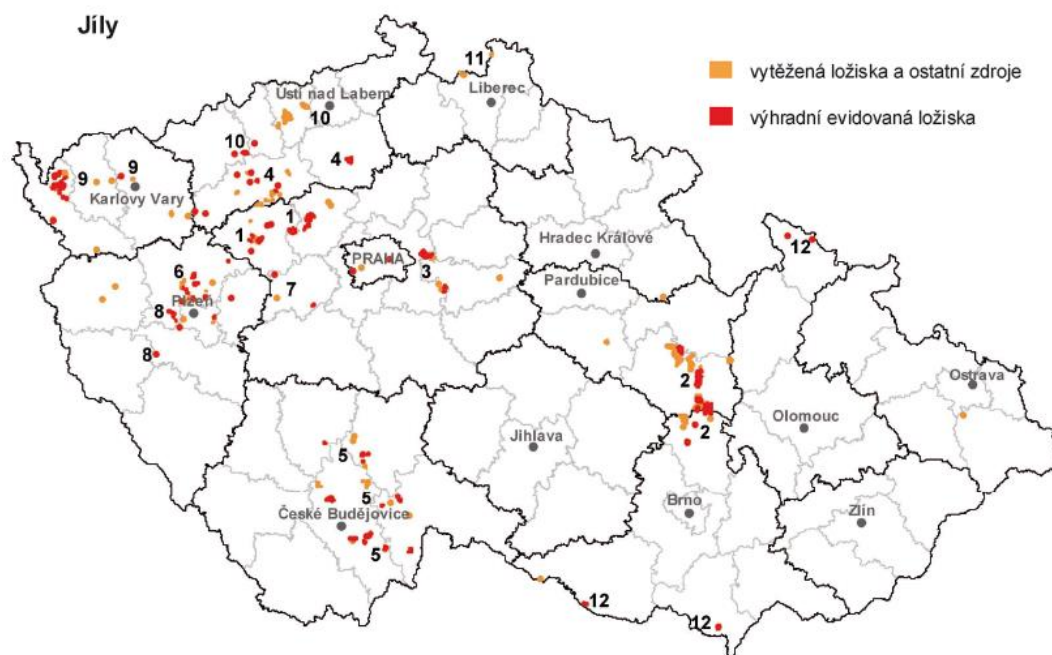 Jíly
vytěžená ložiska a ostatní zdroje
výhradní evidovaná ložiska
11
Liberec
Ústí nad Labem
10
10
4
4
9
9
Karlovy Vary
1
1
Hradec Králové
12
PRAHA
3
Pardubice
6
7
Plzeň
8
8
2
Ostrava
Olomouc
2
Jihlava
5
5
Brno
Zlín
České Budějovice
5
12
12